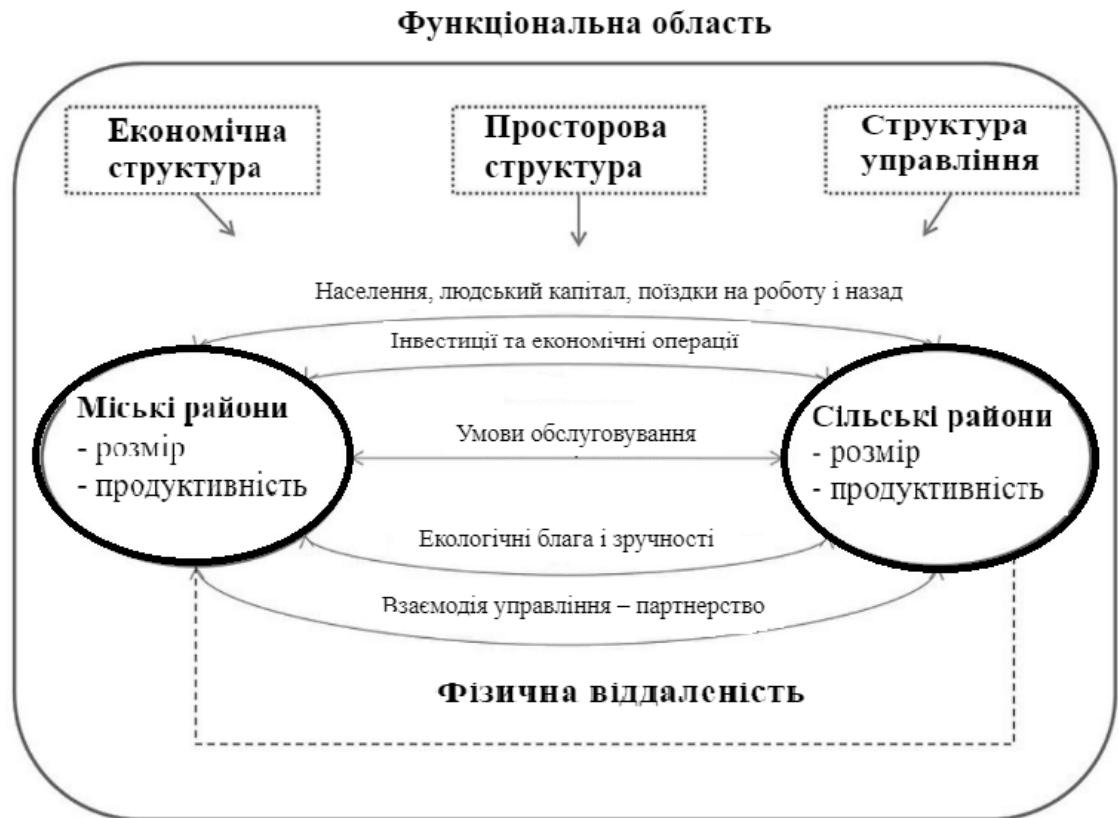 Функціональна область
Економічна
структура
Просторова
структура
Структура
управління
Населення, людський капітал, поїздки на роботу і назад
Інвестиції та економічні операції
Міські райони
- розмір
- продуктивність
Умови обслуговування
Сільські райони
- розмір
- продуктивність
Екологічні блага і зручності
Взаємодія управління – партнерство
Фізична віддаленість